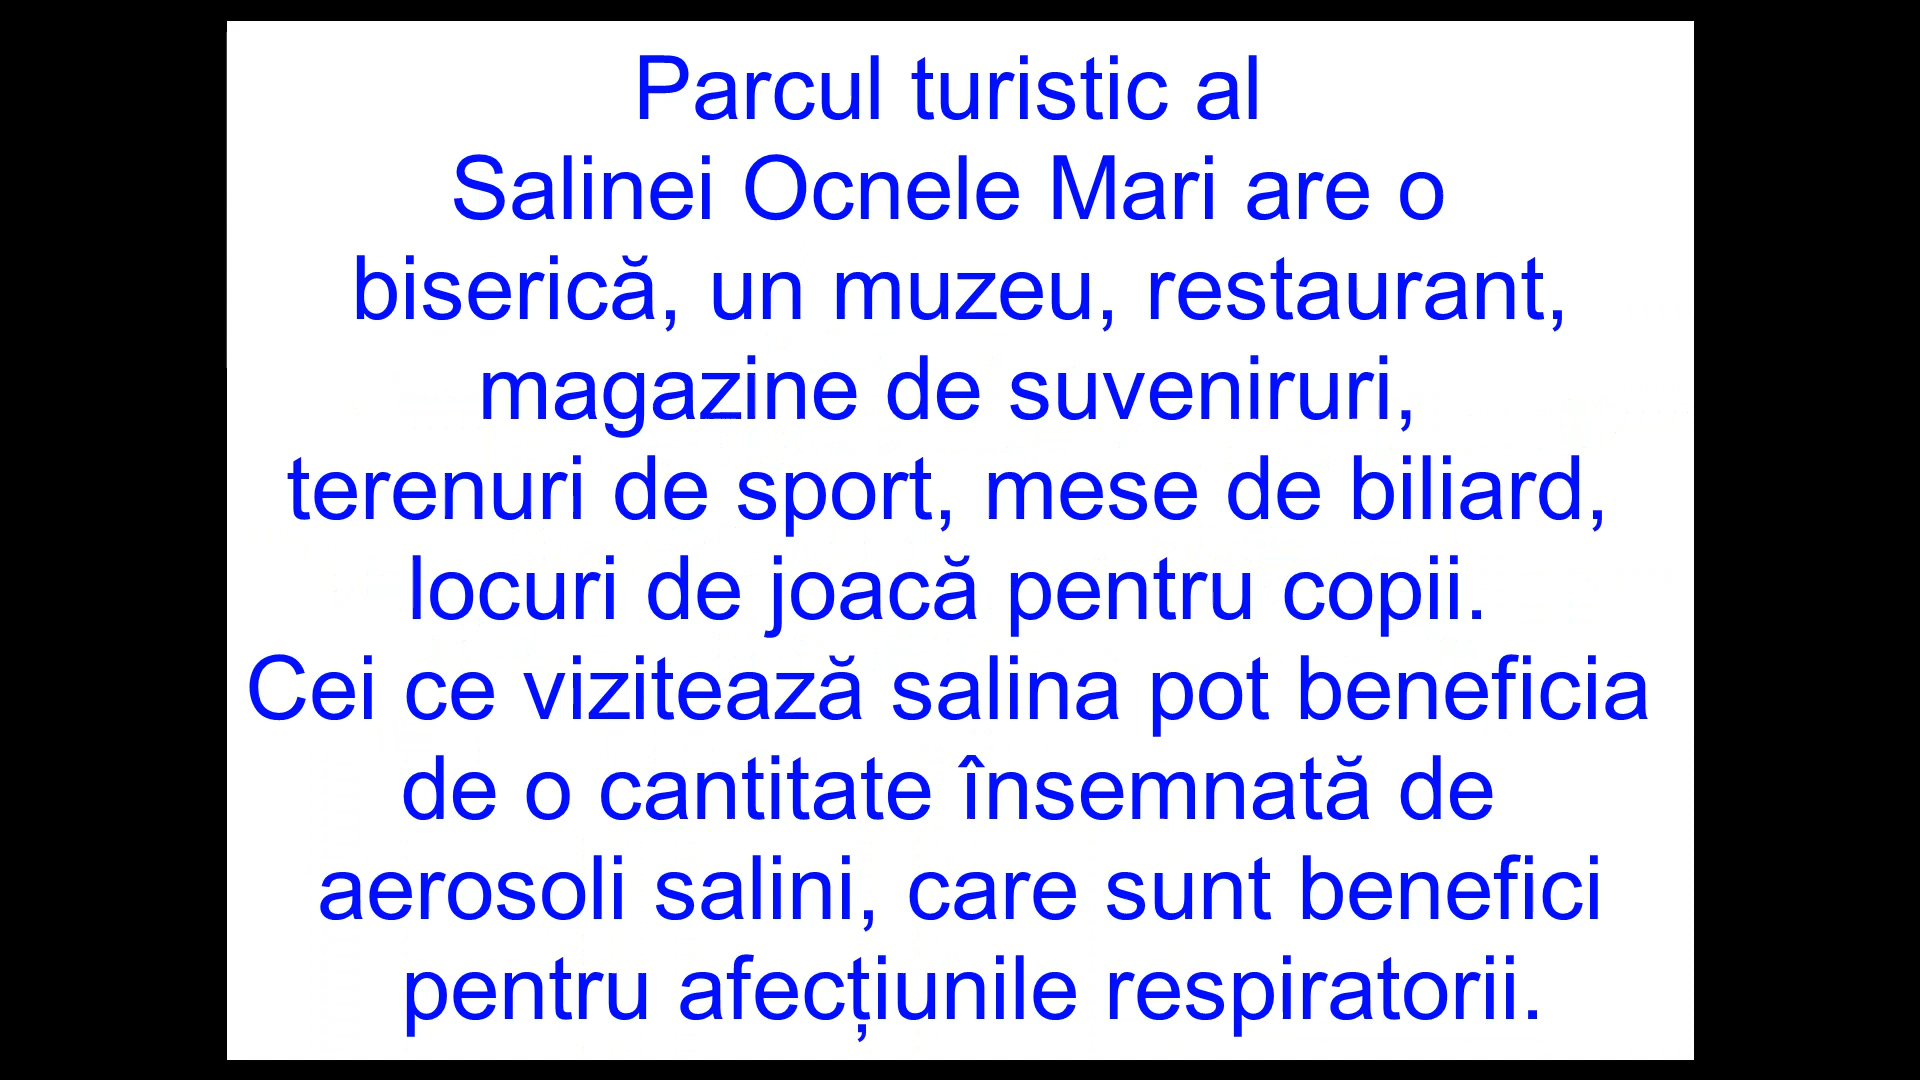 Parcul turistic al
Salinei Ocnele Mari are o
biserică, un muzeu, restaurant,
magazine de suveniruri,
terenuri de sport, mese de biliard,
locuri de joacă pentru copii.
Cei ce vizitează salina pot beneficia
de o cantitate însemnată de
aerosoli salini, care sunt benefici
pentru afecțiunile respiratorii.